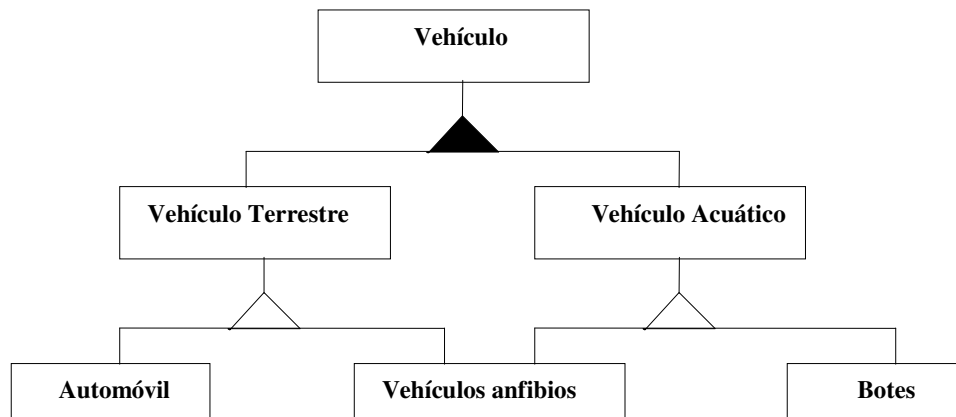 Vehículo
Vehículo Terrestre
Vehículo Acuático
Automóvil
Vehículos anfibios
Botes